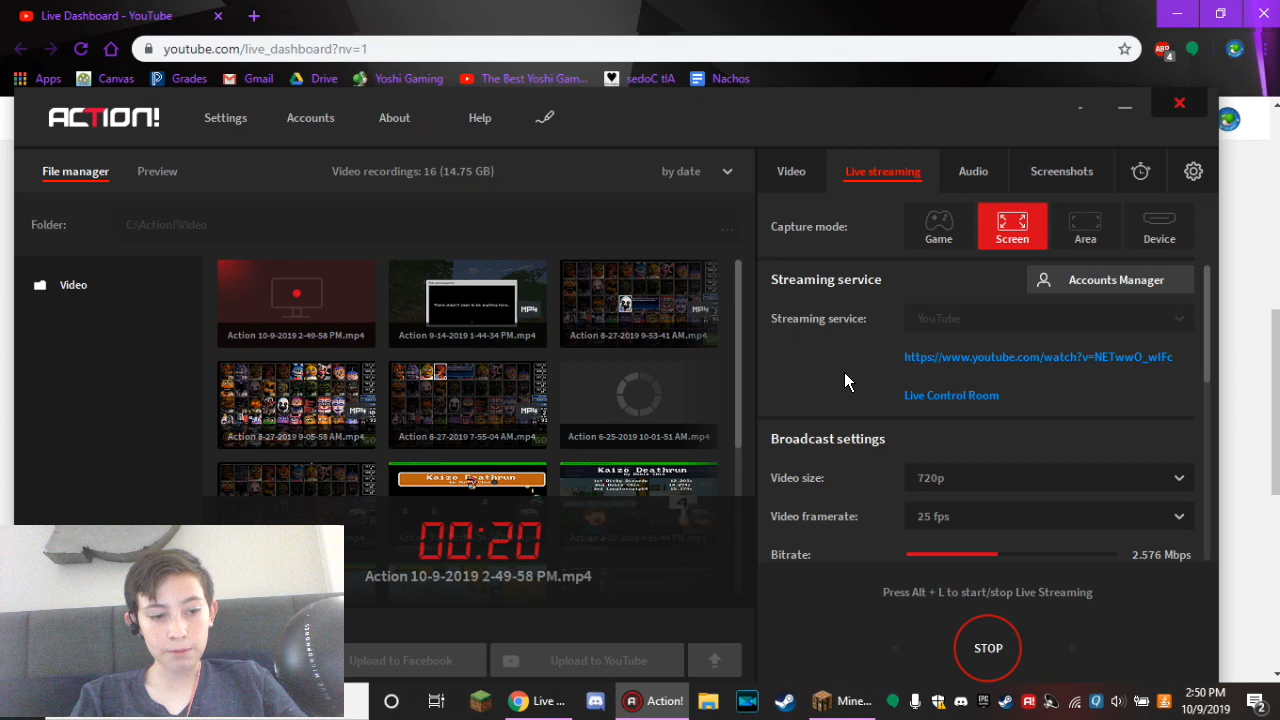 Live Dashboard - YouTube
youtube.com/live_dashboard?nv=1
ABP 4
Apps Canvas Grades Gmail Drive Yoshi Gaming The Best Yoshi Gam... sedoC tIA Nachos
ACTION! Settings Accounts About Help
File manager Preview Video recordings: 16 (14.75 GB) by date
Video Live streaming Audio Screenshots
Folder: C:\Action!\Video ...
Capture mode: Game Screen Area Device
Video
Streaming service Accounts Manager
Streaming service: YouTube
https://www.youtube.com/watch?v=NETwwO_wIFc
Live Control Room
Action 10-9-2019 2-49-58 PM.mp4 Action 9-14-2019 1-44-34 PM.mp4 Action 6-27-2019 9-53-41 AM.mp4
Action 6-27-2019 9-05-58 AM.mp4 Action 6-27-2019 7-55-04 AM.mp4 Action 6-25-2019 10-01-51 AM.mp4
Kaizo Deathrun Kaizo Deathrun
00:20
Action 10-9-2019 2-49-58 PM.mp4
Broadcast settings
Video size: 720p
Video framerate: 25 fps
Bitrate: 2.576 Mbps
Press Alt + L to start/stop Live Streaming
STOP
Upload to Facebook Upload to YouTube
Live ... Action! Mine...
2:50 PM
10/9/2019
2